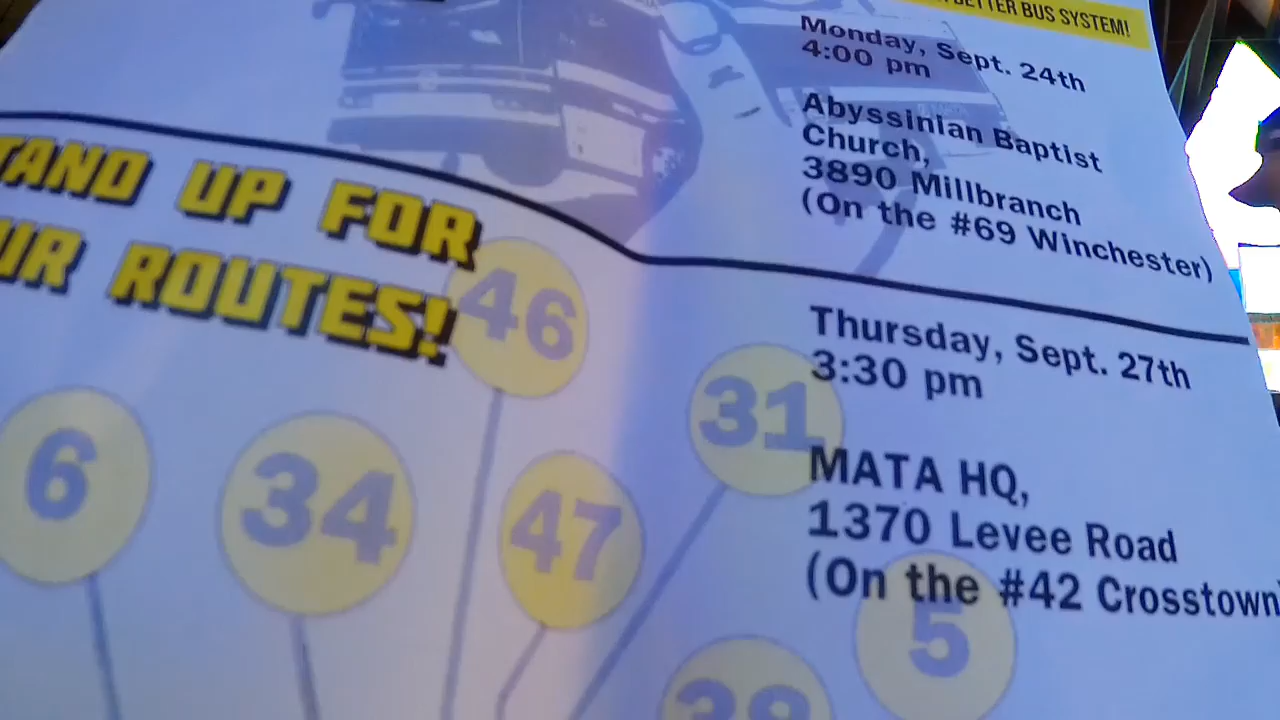 BETTER BUS SYSTEM!
Monday, Sept. 24th
4:00 pm
Abyssinian Baptist
Church,
3890 Millbranch
(On the #69 Winchester)
TAND UP FOR
UR ROUTES!
46
Thursday, Sept. 27th
3:30 pm
31
6
34
47
MATA HQ,
1370 Levee Road
(On the #42 Crosstown
5
38